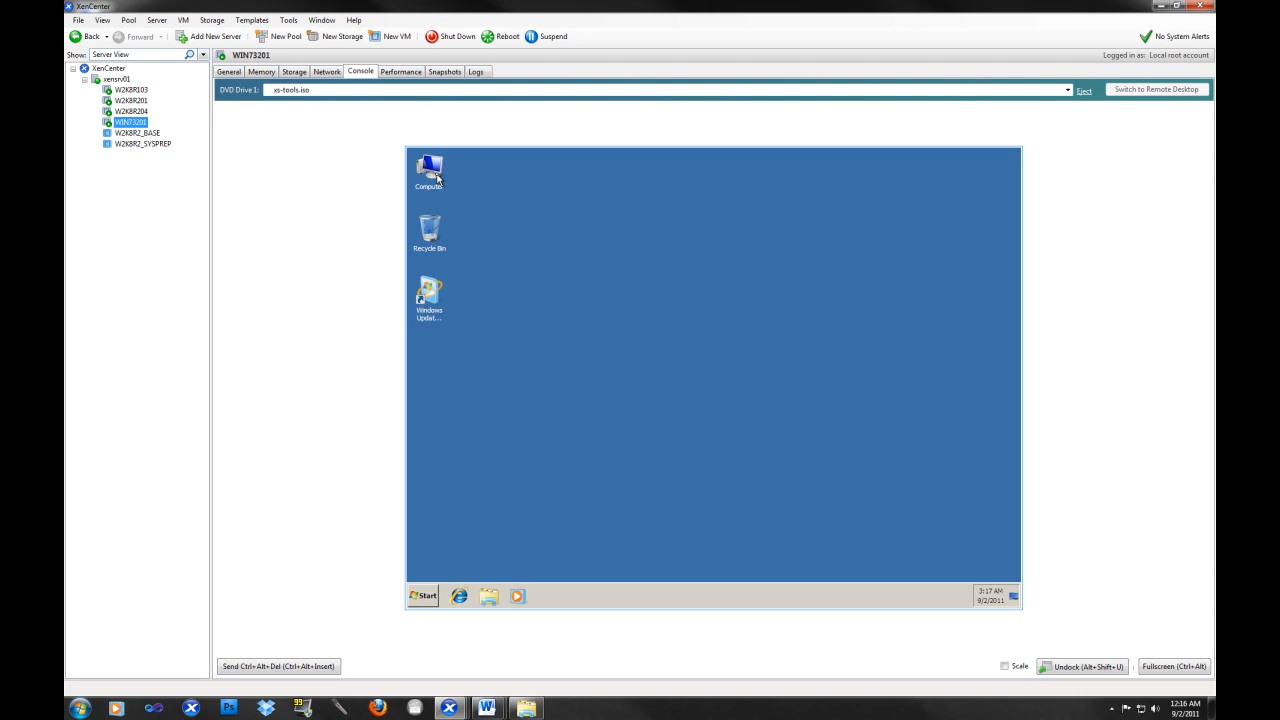 XenCenter
File View Pool Server VM Storage Templates Tools Window Help
Back Forward Add New Server New Pool New Storage New VM Shut Down Reboot Suspend No System Alerts
Show: Server View WIN73201 Logged in as: Local root account
XenCenter
xensrv01
W2K8R103
W2K8R201
W2K8R204
WIN73201
W2K8R2_BASE
W2K8R2_SYSPREP
General Memory Storage Network Console Performance Snapshots Logs
DVD Drive 1: xs-tools.iso Eject Switch to Remote Desktop
Computer
Recycle Bin
Windows
Updat...
Start
3:17 AM
9/2/2011
Send Ctrl+Alt+Del (Ctrl+Alt+Insert) Scale Undock (Alt+Shift+U) Fullscreen (Ctrl+Alt)
99
Ps
W
12:16 AM
9/2/2011